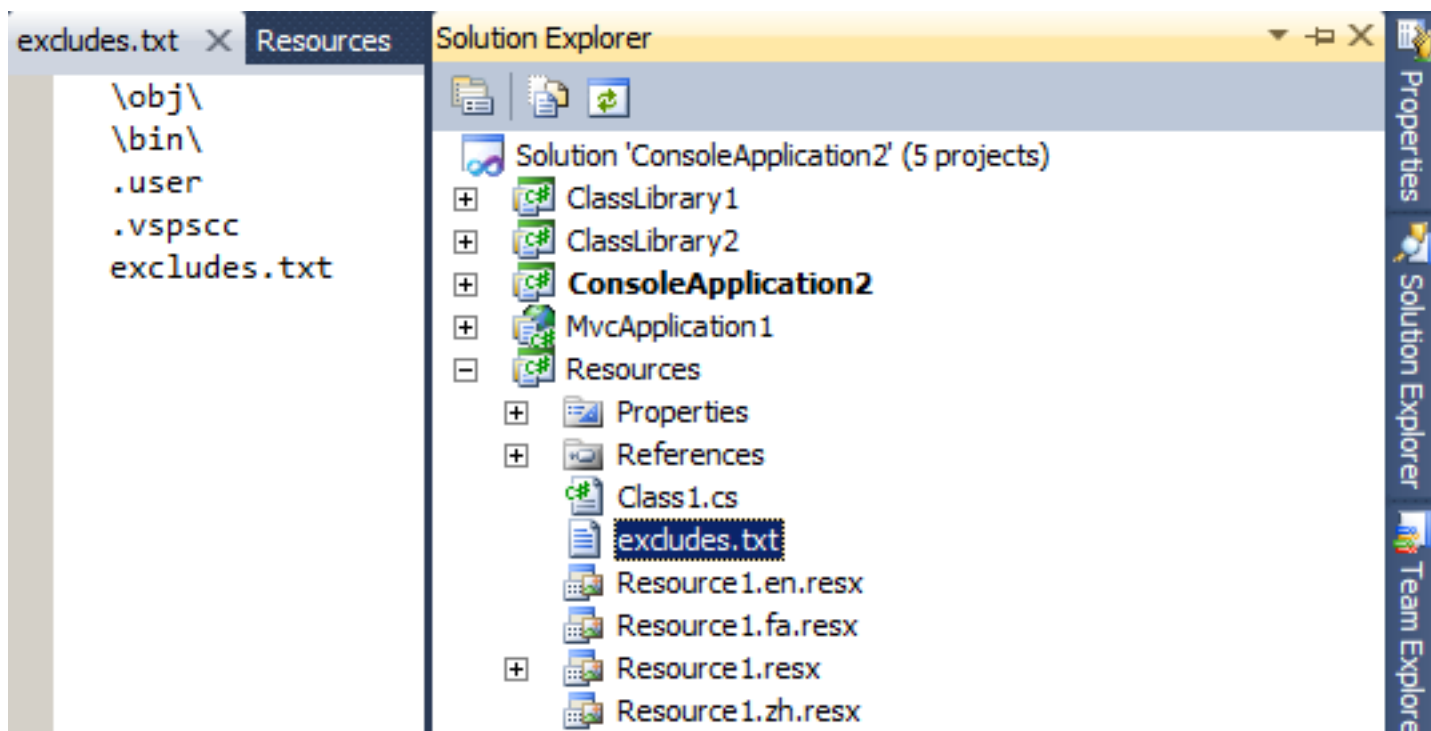 excludes.txt
Resources
\obj\
\bin\
.user
.vspscc
excludes.txt
Solution Explorer
Solution 'ConsoleApplication2' (5 projects)
ClassLibrary1
ClassLibrary2
ConsoleApplication2
MvcApplication1
Resources
Properties
References
Class1.cs
excludes.txt
Resource1.en.resx
Resource1.fa.resx
Resource1.resx
Resource1.zh.resx
Properties
Solution Explorer
Team Explore